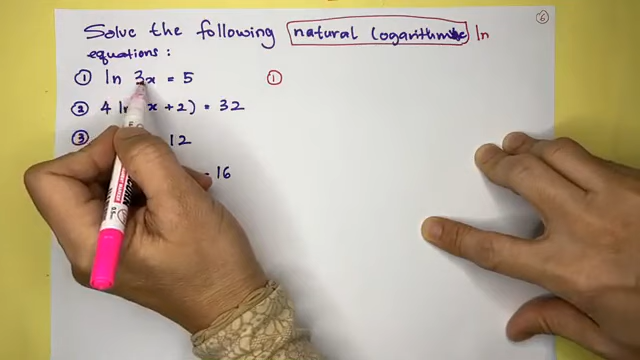 6
Solve the following natural logarithmic ln
equations :
① ln 3x = 5 ①
② 4 ln x + 2) = 32
③ 12
= 16